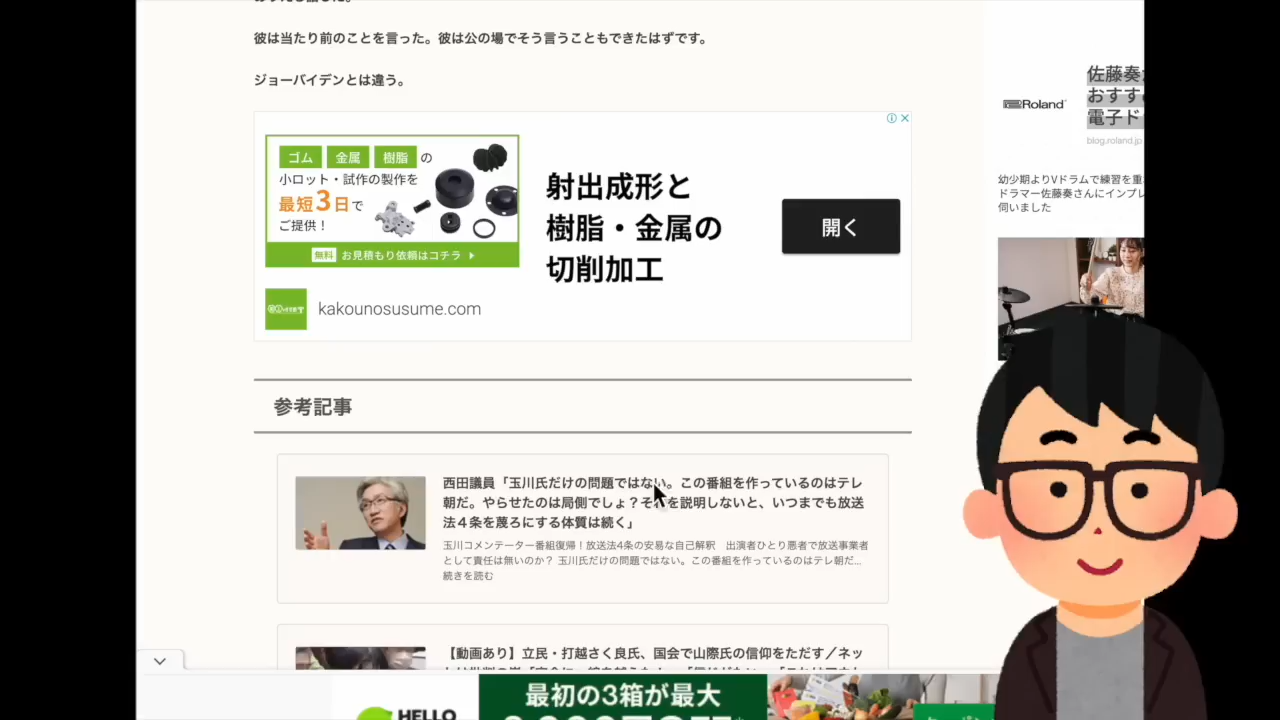 彼は当たり前のことを言った。彼は公の場でそう言うこともできたはずです。
ジョーバイデンとは違う。
ゴム 金属 樹脂 の
小ロット・試作の製作を
最短3日で
ご提供！
無料 お見積もり依頼はコチラ
射出成形と
樹脂・金属の
切削加工
開く
kakounosusume.com
参考記事
西田議員「玉川氏だけの問題ではない。この番組を作っているのはテレ
朝だ。やらせたのは局側でしょ？それを説明しないと、いつまでも放送
法４条を蔑ろにする体質は続く」
玉川コメンテーター番組復帰！放送法4条の安易な自己解釈　出演者ひとり悪者で放送事業者
として責任は無いのか？ 玉川氏だけの問題ではない。この番組を作っているのはテレ朝だ...
続きを読む
【動画あり】立民・打越さく良氏、国会で山際氏の信仰をただす／ネッ
HELLO
最初の3箱が最大
Roland
佐藤奏
おすす
電子ド
blog.roland.jp
幼少期よりVドラムで練習を重
ドラマー佐藤奏さんにインプレ
伺いました